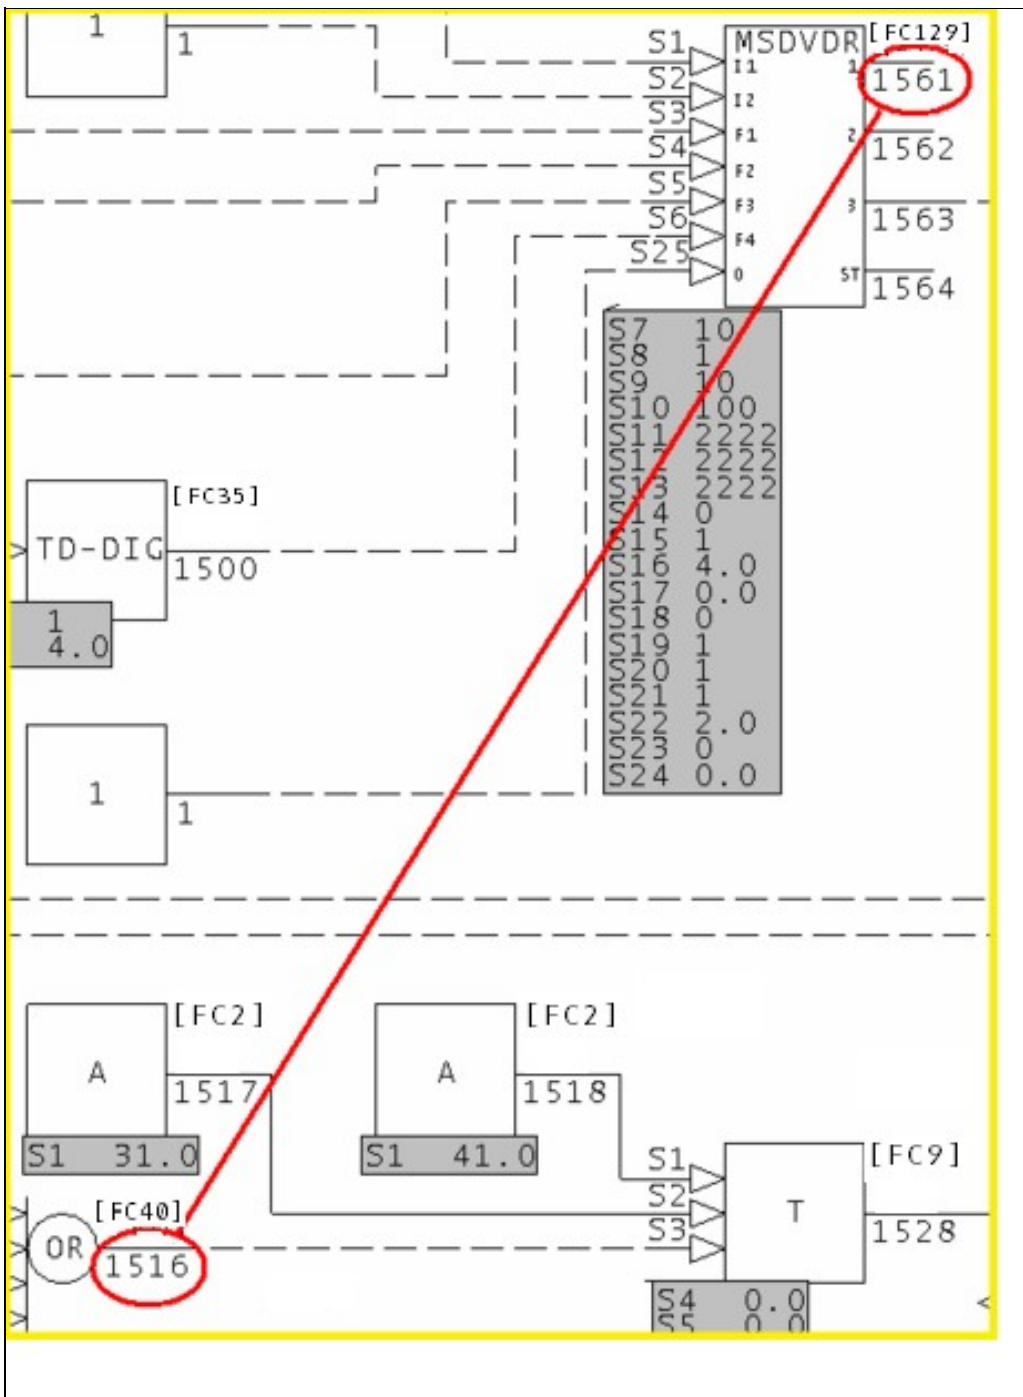 1
1
S1
S2
S3
S4
S5
S6
S25
MSDVDR
[FC129]
I1
I2
F1
F2
F3
F4
O
1
2
3
ST
1561
1562
1563
1564
S7 10
S8 1
S9 10
S10 100
S11 2222
S12 2222
S13 2222
S14 0
S15 1
S16 4.0
S17 0.0
S18 0
S19 1
S20 1
S21 1
S22 2.0
S23 0
S24 0.0
[FC35]
TD-DIG
1500
1
4.0
1
1
[FC2]
A
1517
S1 31.0
[FC2]
A
1518
S1 41.0
[FC40]
OR
1516
S1
S2
S3
[FC9]
T
1528
S4 0.0
S5 0.0